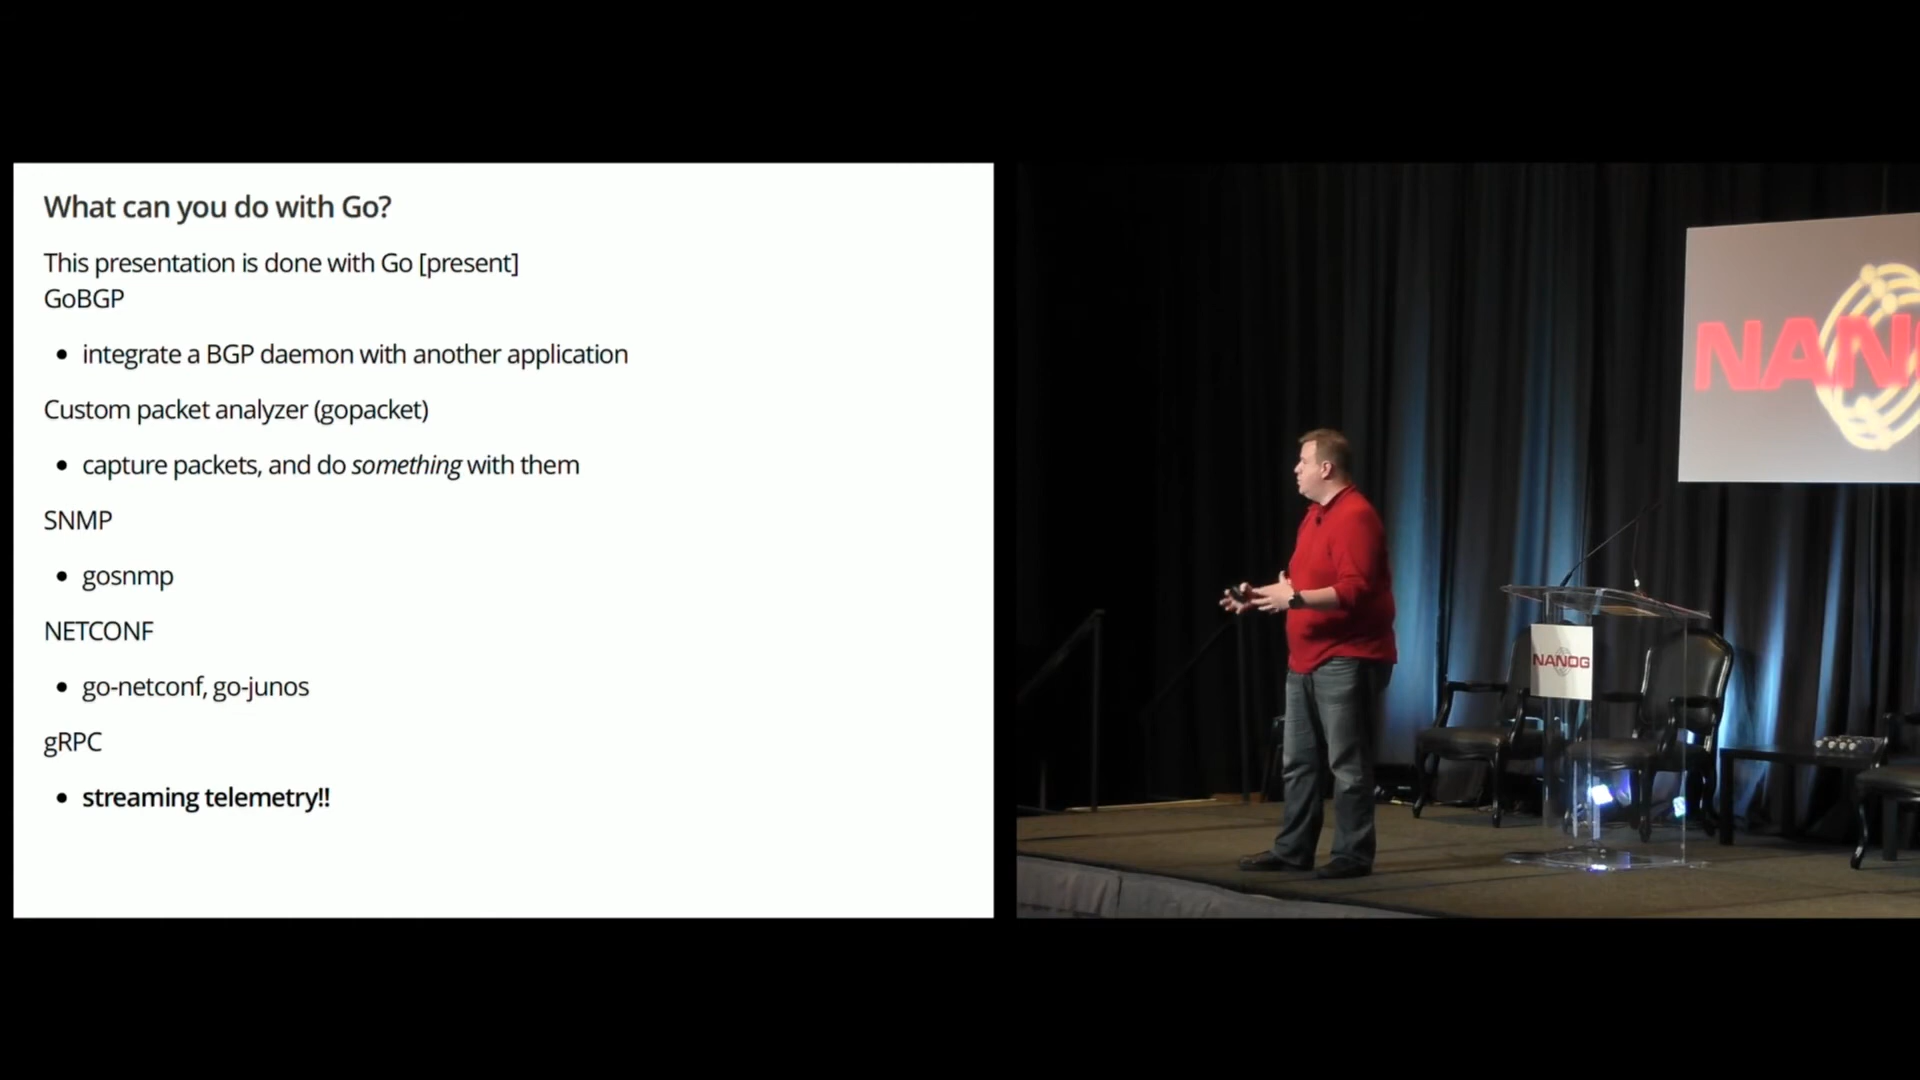 What can you do with Go?
This presentation is done with Go [present]
GoBGP
• integrate a BGP daemon with another application
Custom packet analyzer (gopacket)
• capture packets, and do something with them
SNMP
• gosnmp
NETCONF
• go-netconf, go-junos
gRPC
• streaming telemetry!!
NAN
NANOG